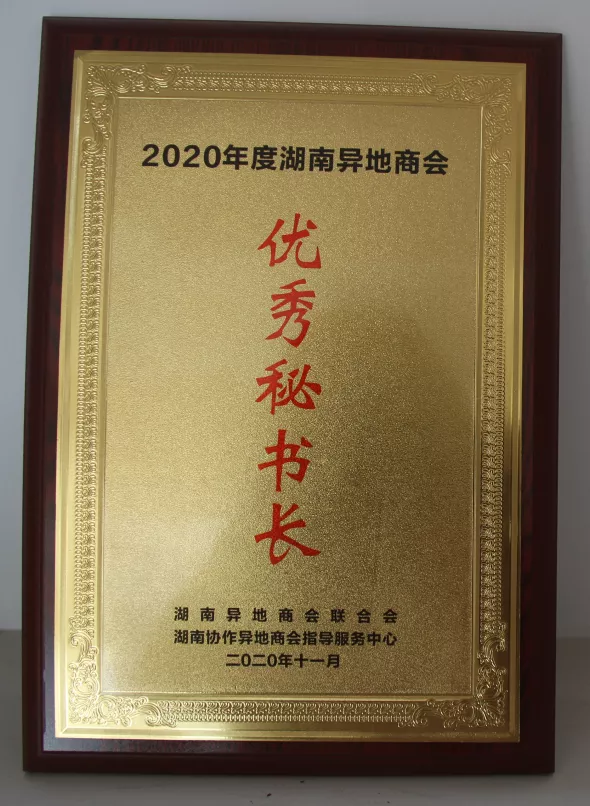 2020年度湖南异地商会
优秀秘书长
湖南异地商会联合会
湖南协作异地商会指导服务中心
二〇二〇年十一月